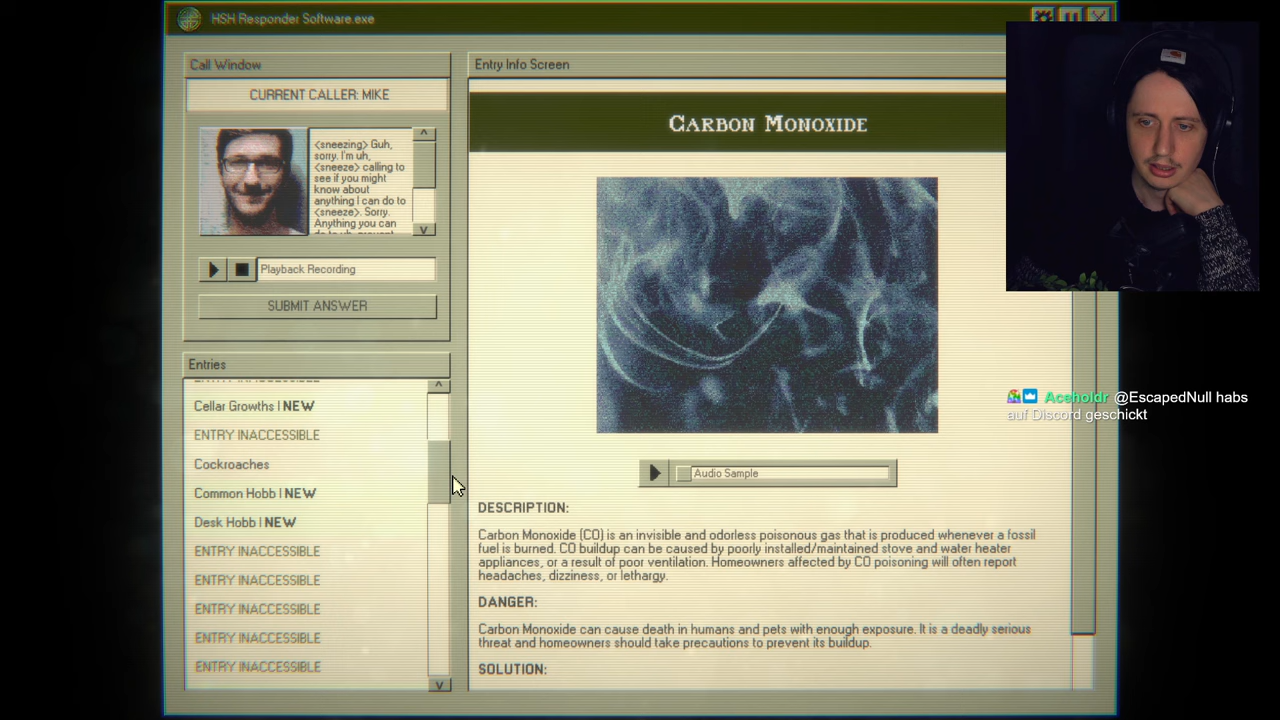 HSH Responder Software.exe
Call Window
CURRENT CALLER: MIKE
<sneezing> Guh,
sorry. I'm uh,
<sneeze> calling to
see if you might
know about
anything I can do to
<sneeze>. Sorry.
Anything you can
Playback Recording
SUBMIT ANSWER
Entries
ENTRY INACCESSIBLE
Cellar Growths | NEW
ENTRY INACCESSIBLE
Cockroaches
Common Hobb | NEW
Desk Hobb | NEW
ENTRY INACCESSIBLE
ENTRY INACCESSIBLE
ENTRY INACCESSIBLE
ENTRY INACCESSIBLE
ENTRY INACCESSIBLE
Entry Info Screen
Carbon Monoxide
Audio Sample
DESCRIPTION:
Carbon Monoxide (CO) is an invisible and odorless poisonous gas that is produced whenever a fossil
fuel is burned. CO buildup can be caused by poorly installed/maintained stove and water heater
appliances, or a result of poor ventilation. Homeowners affected by CO poisoning will often report
headaches, dizziness, or lethargy.
DANGER:
Carbon Monoxide can cause death in humans and pets with enough exposure. It is a deadly serious
threat and homeowners should take precautions to prevent its buildup.
SOLUTION:
Aceholdr @EscapedNull habs
auf Discord geschickt